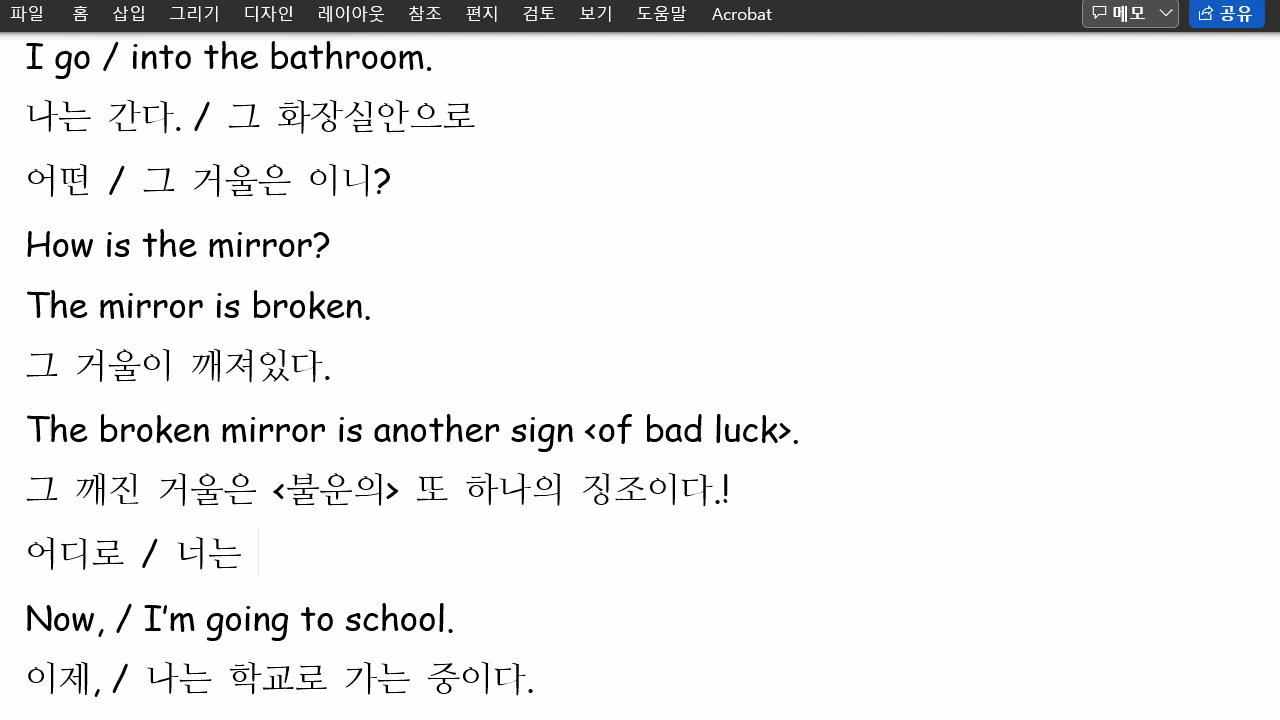 파일 홈 삽입 그리기 디자인 레이아웃 참조 편지 검토 보기 도움말 Acrobat 메모 공유
I go / into the bathroom.
나는 간다. / 그 화장실안으로
어떤 / 그 거울은 이니?
How is the mirror?
The mirror is broken.
그 거울이 깨져있다.
The broken mirror is another sign <of bad luck>.
그 깨진 거울은 <불운의> 또 하나의 징조이다.!
어디로 / 너는
Now, / I’m going to school.
이제, / 나는 학교로 가는 중이다.